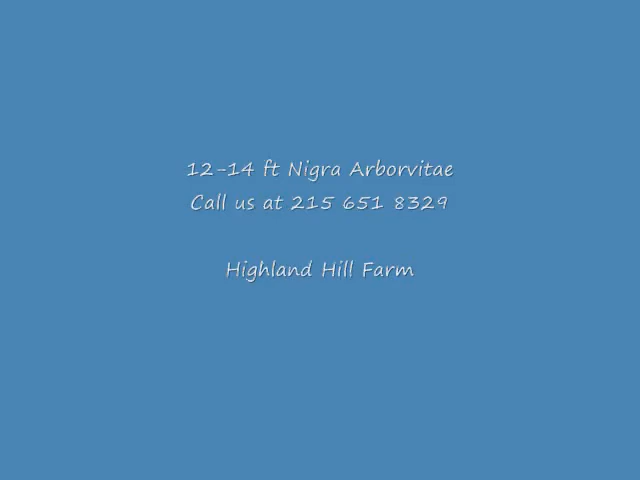 12-14 ft Nigra Arborvitae
Call us at 215 651 8329
Highland Hill Farm